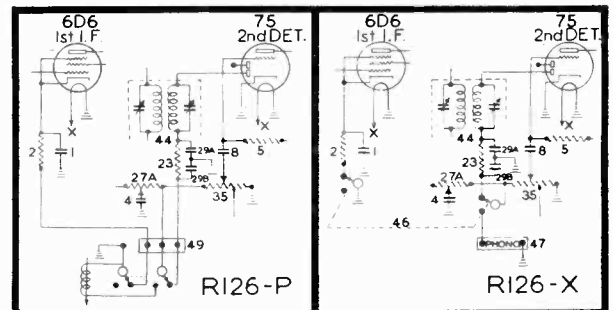 6D6
1st I.F.
75
2nd DET.
X
44
2
1
29A
8
5
23
29B
27A
35
4
49
R126-P
6D6
1st I.F.
75
2nd DET.
X
44
2
1
29A
8
5
23
29B
27A
35
4
46
PHONO 47
R126-X